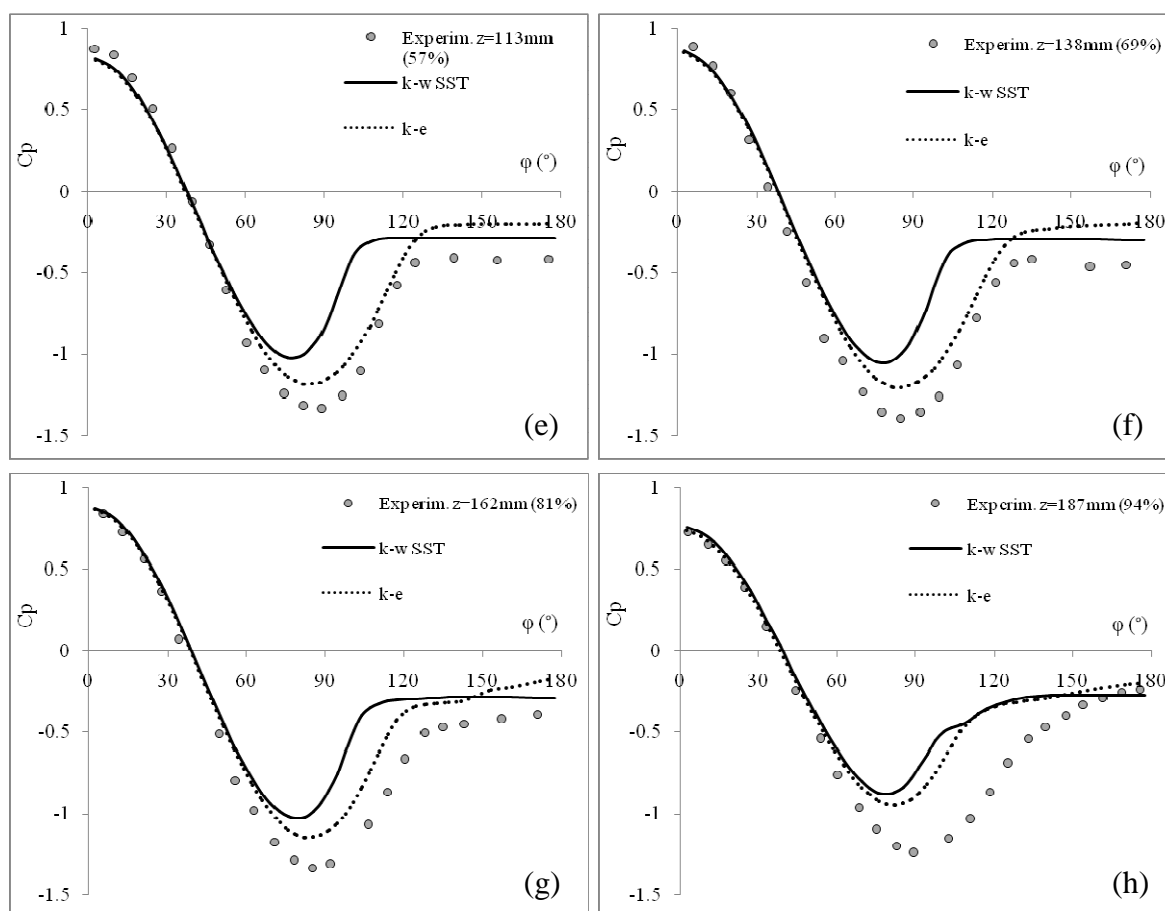 1
Experim. z=113mm
(57%)
k-w SST
k-e
0.5
Cp
φ (°)
0
0 30 60 90 120 150 180
-0.5
-1
-1.5
(e)
1
Experim. z=138mm (69%)
k-w SST
k-e
0.5
Cp
φ (°)
0
0 30 60 90 120 150 180
-0.5
-1
-1.5
(f)
1
Experim. z=162mm (81%)
k-w SST
k-e
0.5
Cp
φ (°)
0
0 30 60 90 120 150 180
-0.5
-1
-1.5
(g)
1
Experim. z=187mm (94%)
k-w SST
k-e
0.5
Cp
φ (°)
0
0 30 60 90 120 150 180
-0.5
-1
-1.5
(h)